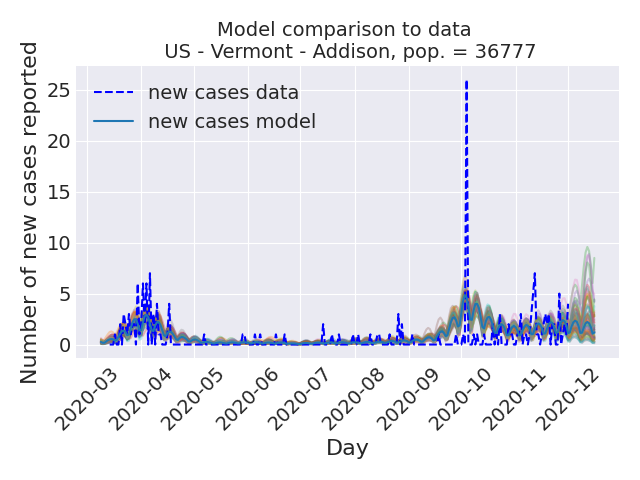 Model comparison to data
US - Vermont - Addison, pop. = 36777
Number of new cases reported
25
20
15
10
5
0
new cases data
new cases model
2020-03
2020-04
2020-05
2020-06
2020-07
2020-08
2020-09
2020-10
2020-11
2020-12
Day